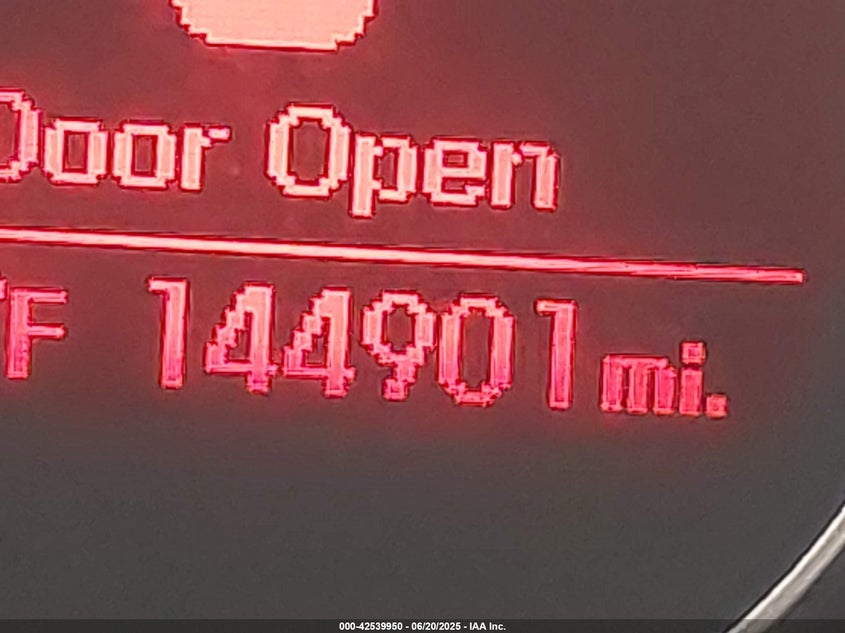 Door Open
°F 144901 mi.
000-42539950 - 06/20/2025 - IAA Inc.